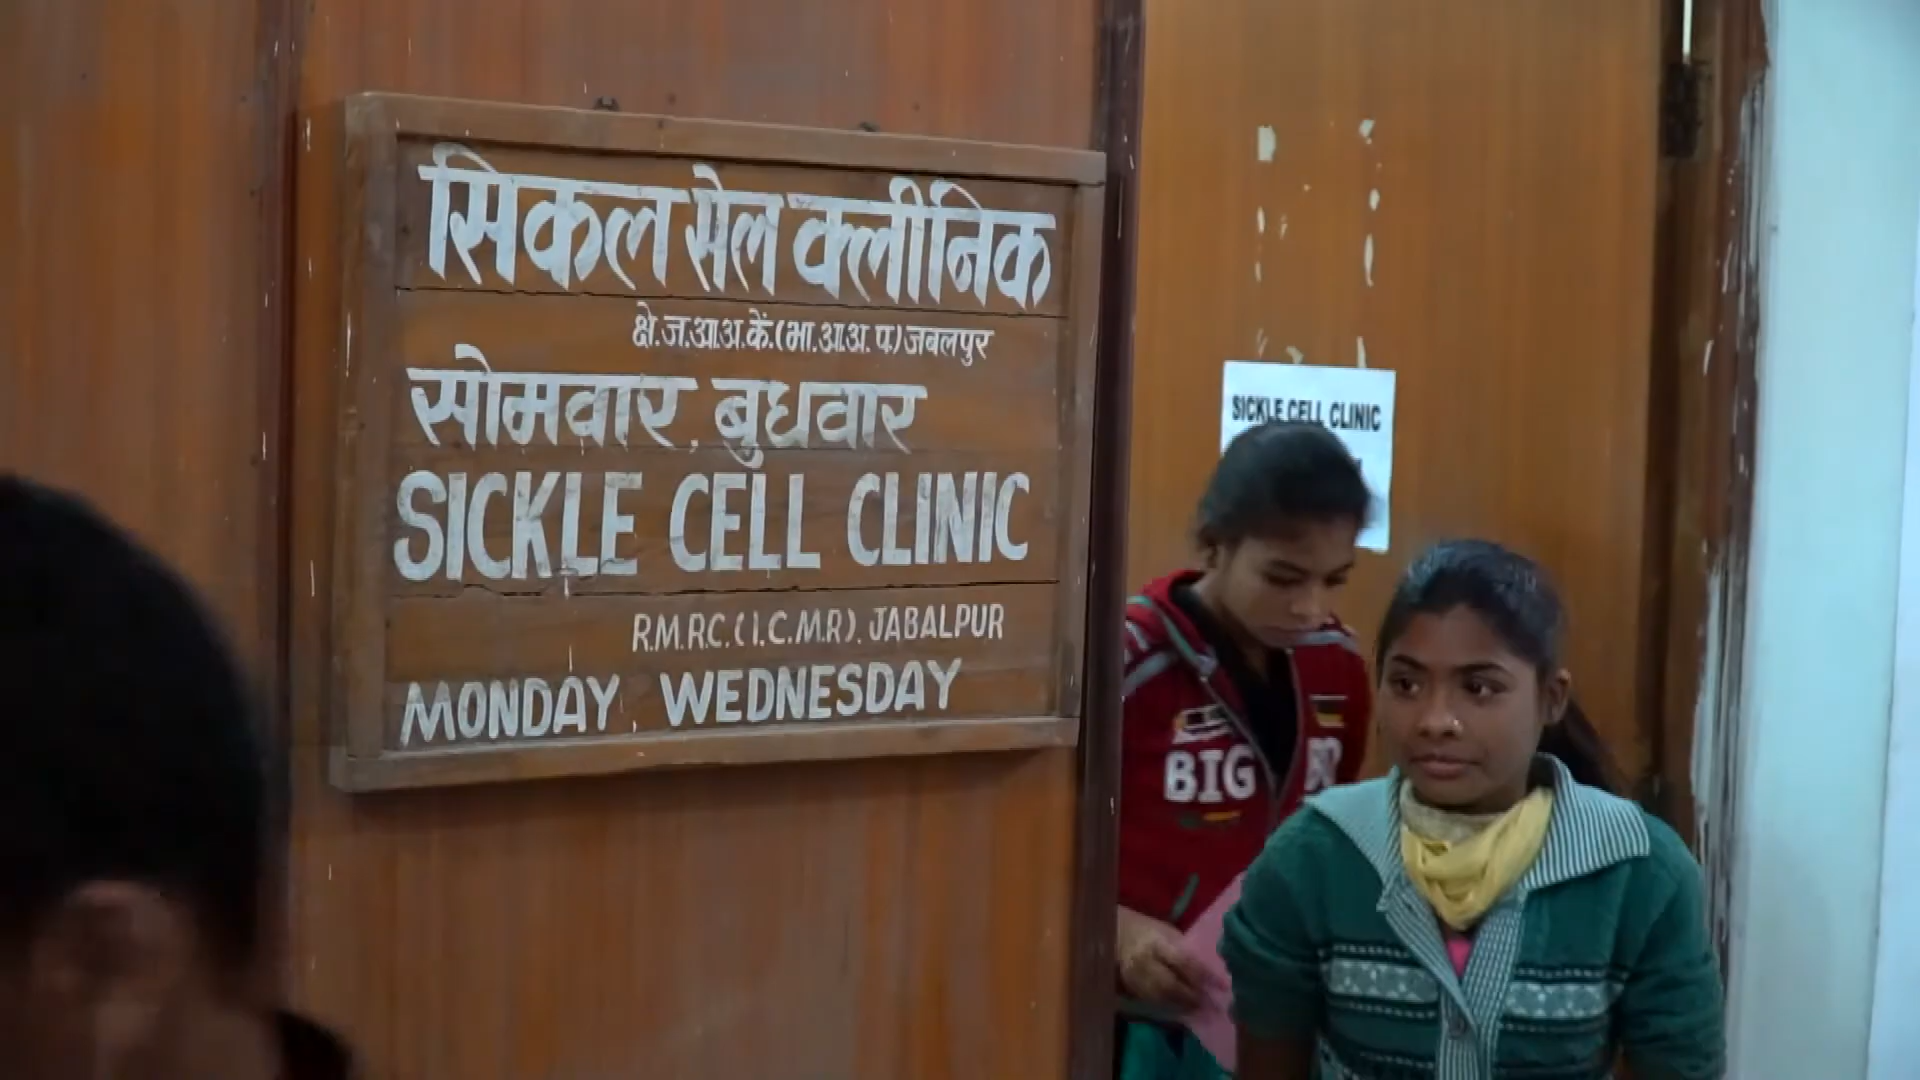 सिकल सेल क्लीनिक
क्षे.ज.आ.अ.कें.(भा.आ.अ. प.) जबलपुर
सोमवार, बुधवार
SICKLE CELL CLINIC
R.M.R.C. (I.C.M.R). JABALPUR
MONDAY, WEDNESDAY
SICKLE CELL CLINIC
BIG